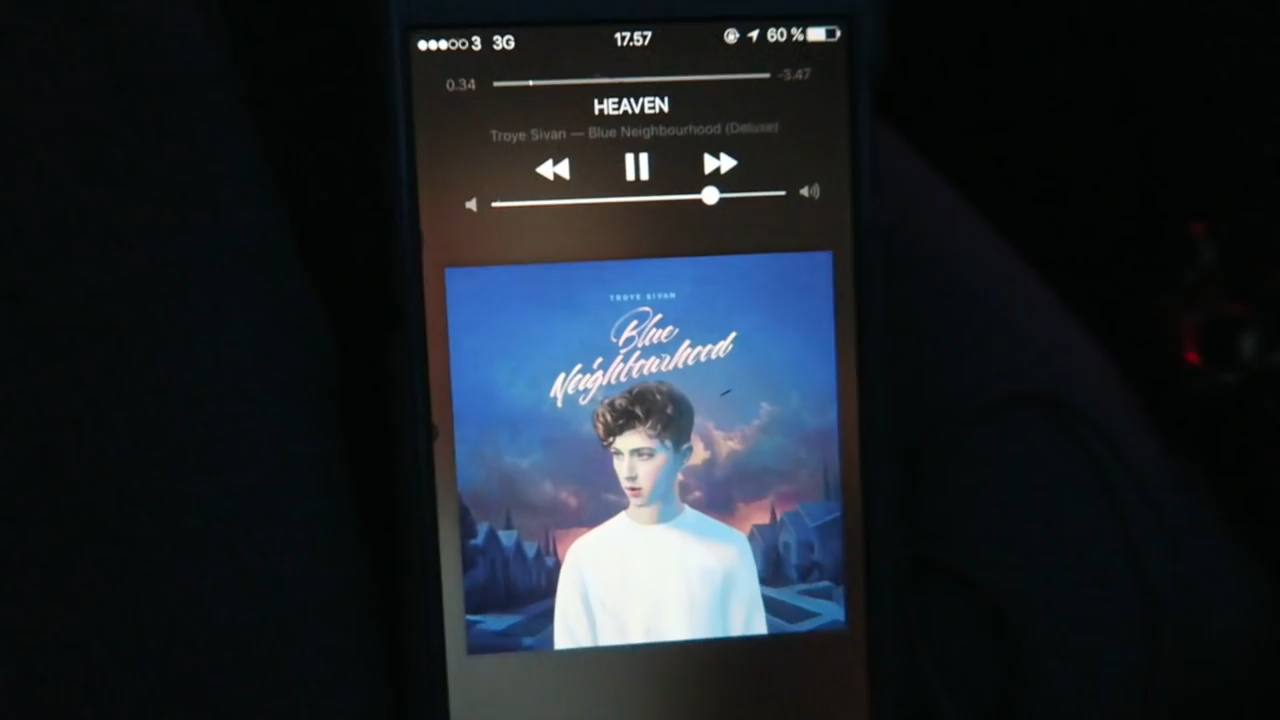 3 3G 17.57 60 %
0.34 -3.47
HEAVEN
Troye Sivan — Blue Neighbourhood (Deluxe)
TROYE SIVAN
Blue
Neighbourhood